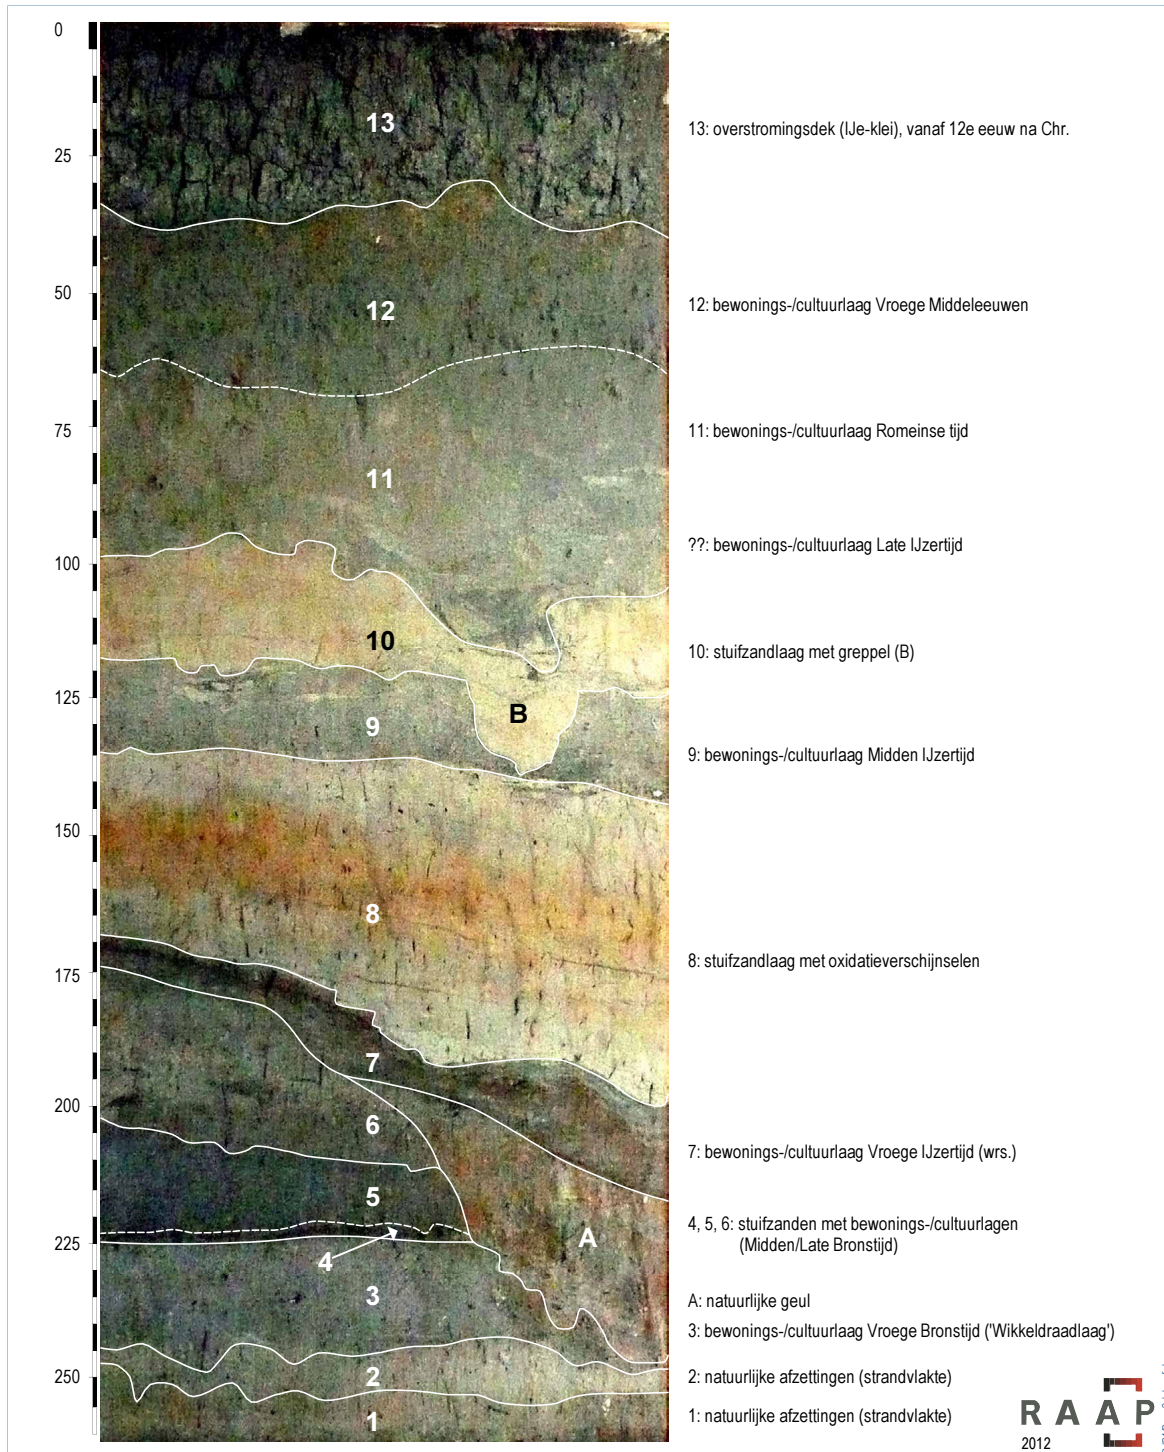 0
13
13: overstromingsdek (IJe-klei), vanaf 12e eeuw na Chr.
25
50
12
12: bewonings-/cultuurlaag Vroege Middeleeuwen
75
11: bewonings-/cultuurlaag Romeinse tijd
11
??: bewonings-/cultuurlaag Late IJzertijd
100
10
10: stuifzandlaag met greppel (B)
125
B
9
9: bewonings-/cultuurlaag Midden IJzertijd
150
8
8: stuifzandlaag met oxidatieverschijnselen
175
7
200
6
7: bewonings-/cultuurlaag Vroege IJzertijd (wrs.)
5
4, 5, 6: stuifzanden met bewonings-/cultuurlagen
(Midden/Late Bronstijd)
225
A
4
3
A: natuurlijke geul
3: bewonings-/cultuurlaag Vroege Bronstijd ('Wikkeldraadlaag')
250
2
2: natuurlijke afzettingen (strandvlakte)
1
1: natuurlijke afzettingen (strandvlakte)
RAAP
2012